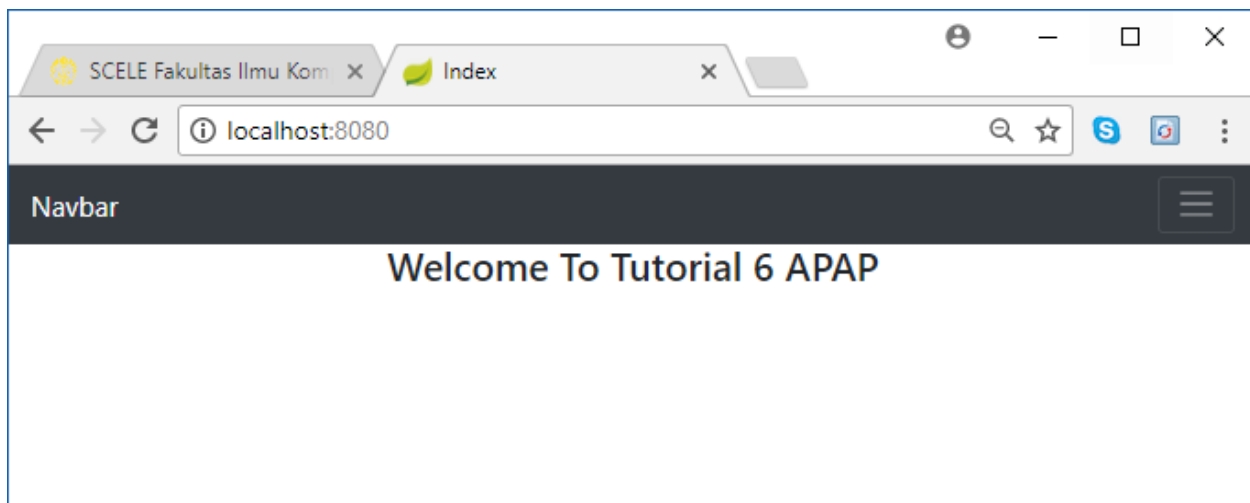 SCELE Fakultas Ilmu Kom
Index
localhost:8080
Navbar
Welcome To Tutorial 6 APAP